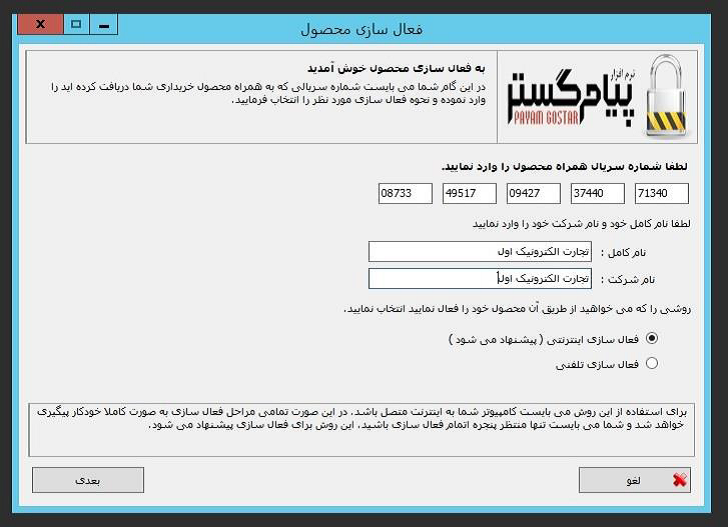 فعال سازی محصول
به فعال سازی محصول خوش آمدید
در این گام شما می بایست شماره سریالی که به همراه محصول خریداری شما دریافت کرده اید را
وارد نموده و نحوه فعال سازی مورد نظر را انتخاب فرمایید.
نرم افزار
پیام گستر
PAYAM GOSTAR
لطفا شماره سریال همراه محصول را وارد نمایید.
08733 49517 09427 37440 71340
لطفا نام کامل خود و نام شرکت خود را وارد نمایید
نام کامل : تجارت الکترونیک اول
نام شرکت : تجارت الکترونیک اول
روشی را که می خواهید از طریق آن محصول خود را فعال نمایید انتخاب نمایید.
فعال سازی اینترنتی ( پیشنهاد می شود )
فعال سازی تلفنی
برای استفاده از این روش می بایست کامپیوتر شما به اینترنت متصل باشد. در این صورت تمامی مراحل فعال سازی به صورت کاملا خودکار پیگیری
خواهد شد و شما می بایست تنها منتظر پنجره اتمام فعال سازی باشید. این روش برای فعال سازی پیشنهاد می شود.
لغو
بعدی